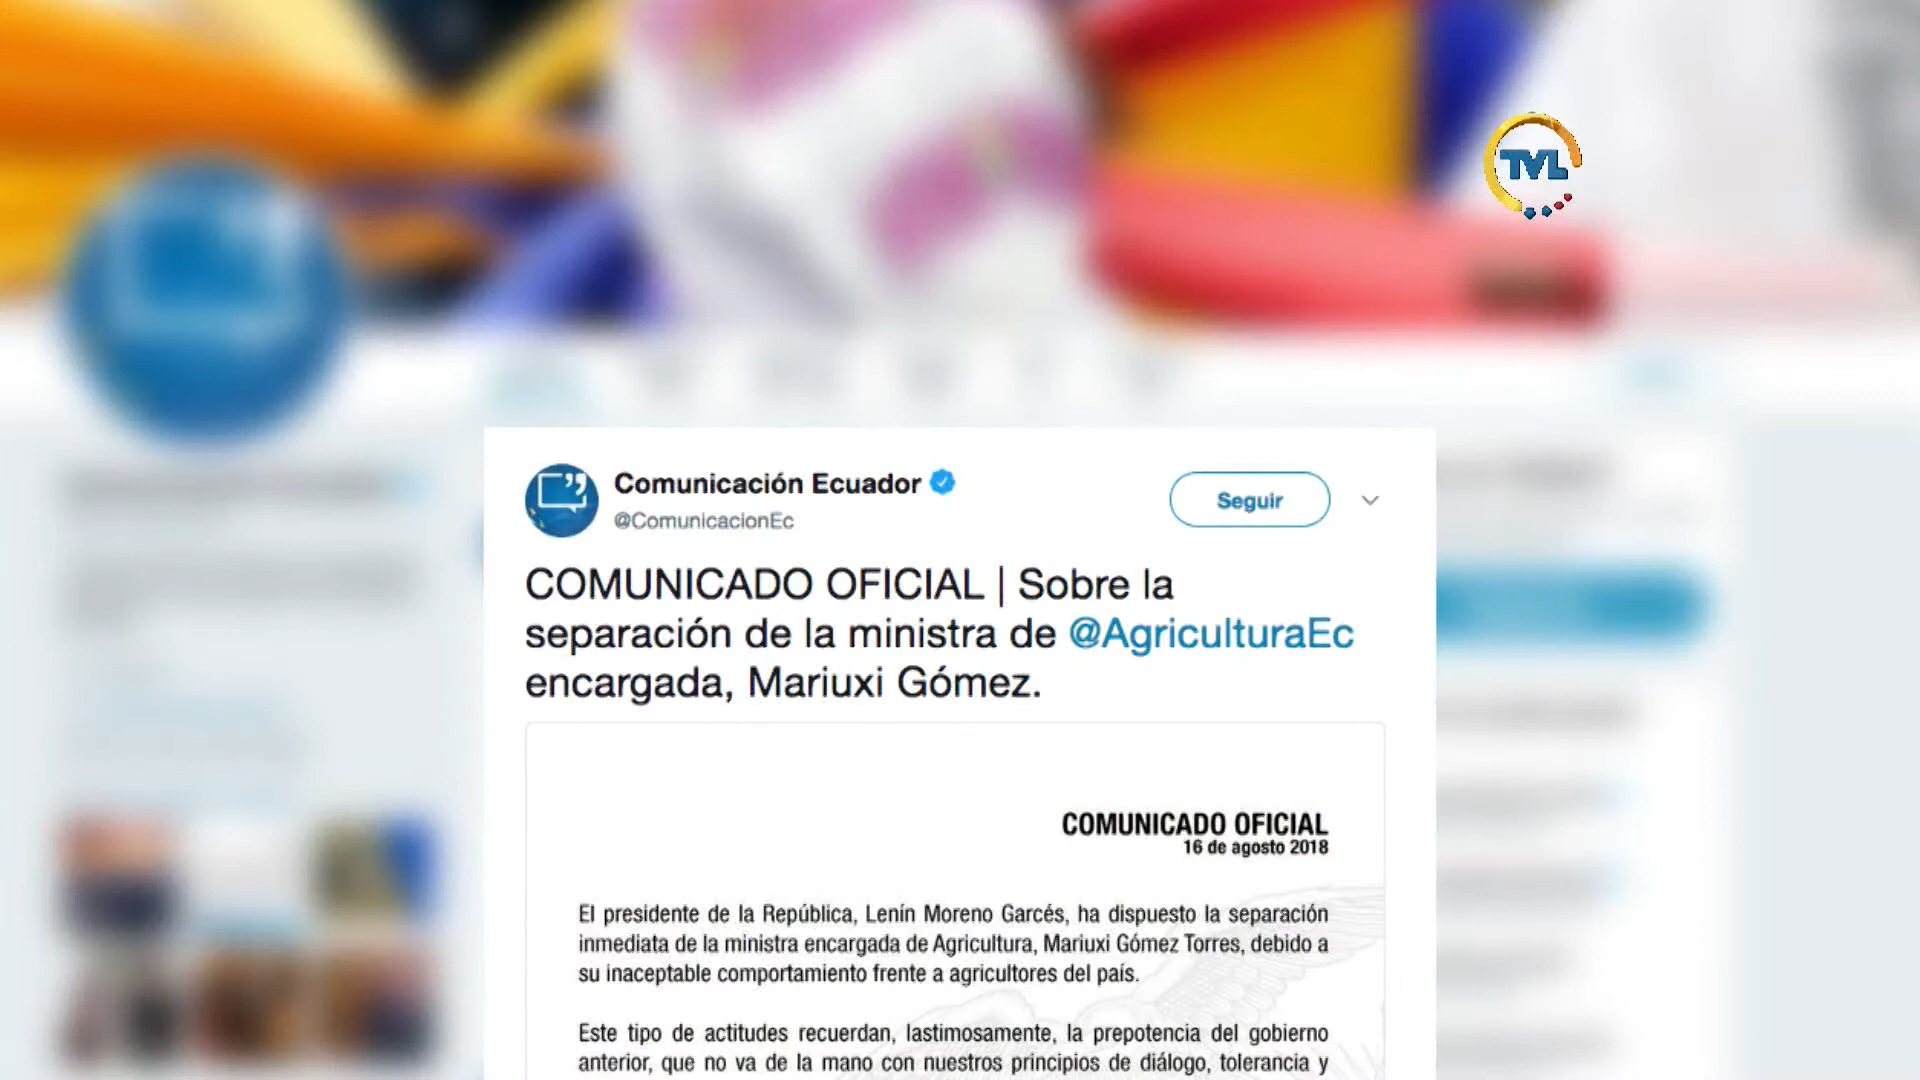 TVL
Comunicación Ecuador
@ComunicacionEc
Seguir
COMUNICADO OFICIAL | Sobre la
separación de la ministra de @AgriculturaEc
encargada, Mariuxi Gómez.
COMUNICADO OFICIAL
16 de agosto 2018
El presidente de la República, Lenín Moreno Garcés, ha dispuesto la separación
inmediata de la ministra encargada de Agricultura, Mariuxi Gómez Torres, debido a
su inaceptable comportamiento frente a agricultores del país.
Este tipo de actitudes recuerdan, lastimosamente, la prepotencia del gobierno
anterior, que no va de la mano con nuestros principios de diálogo, tolerancia y